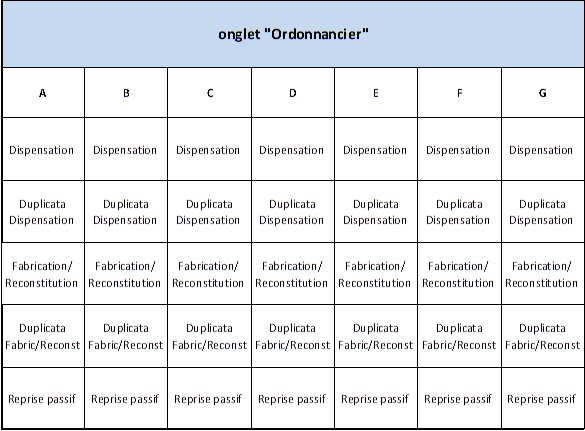 onglet "Ordonnancier"
A B C D E F G
Dispensation Dispensation Dispensation Dispensation Dispensation Dispensation Dispensation
Duplicata Duplicata Duplicata Duplicata Duplicata Duplicata Duplicata
Dispensation Dispensation Dispensation Dispensation Dispensation Dispensation Dispensation
Fabrication/ Fabrication/ Fabrication/ Fabrication/ Fabrication/ Fabrication/ Fabrication/
Reconstitution Reconstitution Reconstitution Reconstitution Reconstitution Reconstitution Reconstitution
Duplicata Duplicata Duplicata Duplicata Duplicata Duplicata Duplicata
Fabric/Reconst Fabric/Reconst Fabric/Reconst Fabric/Reconst Fabric/Reconst Fabric/Reconst Fabric/Reconst
Reprise passif Reprise passif Reprise passif Reprise passif Reprise passif Reprise passif Reprise passif